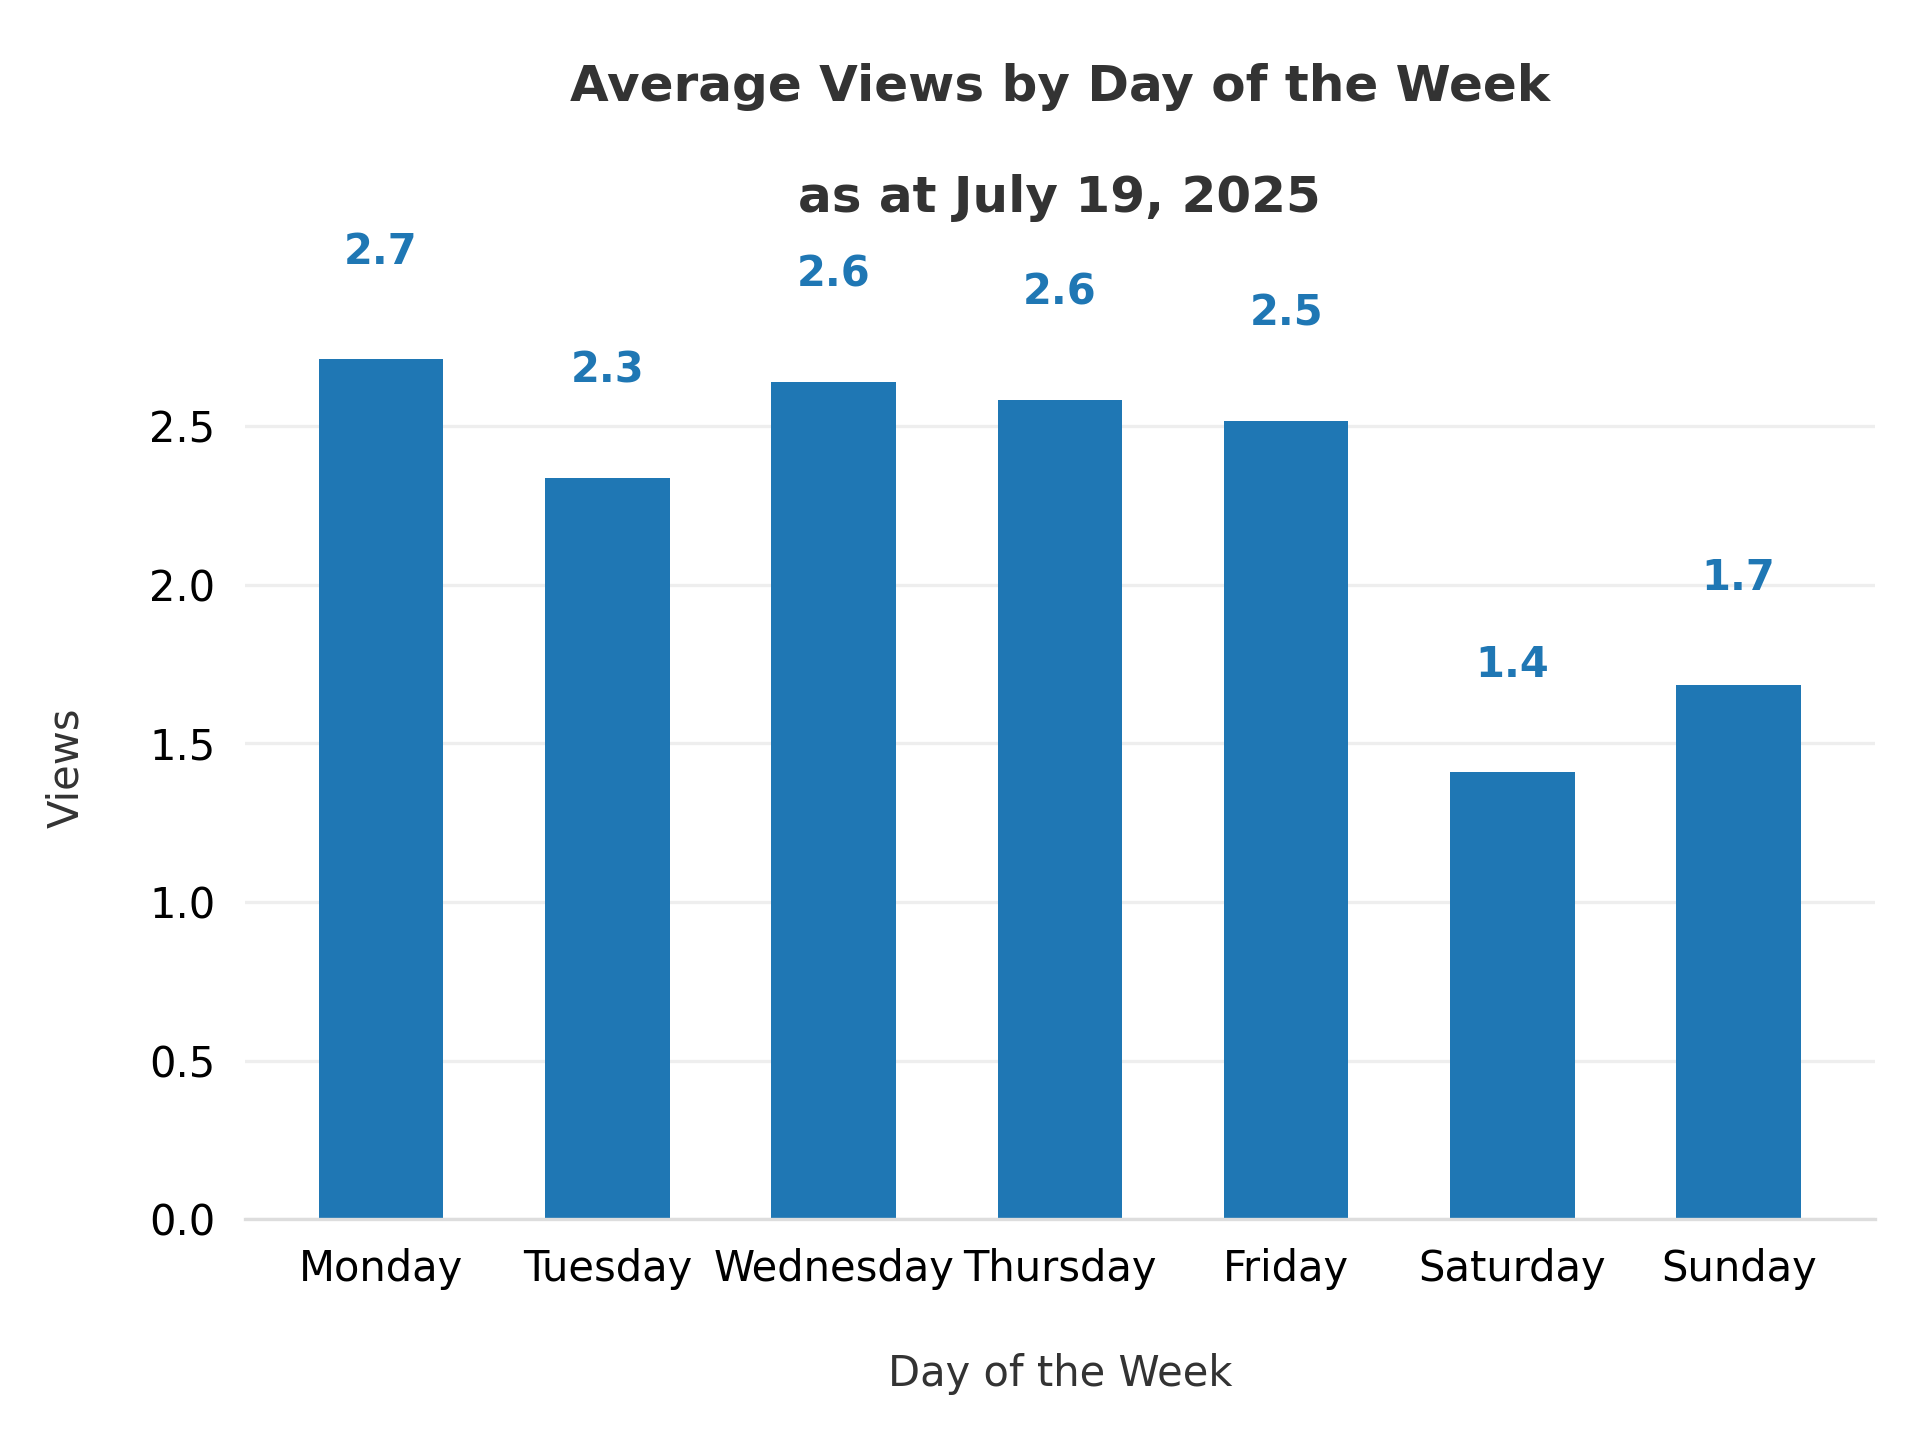 Average Views by Day of the Week
as at July 19, 2025
2.7
2.3
2.6
2.6
2.5
1.4
1.7
2.5
2.0
1.5
1.0
0.5
0.0
Views
Monday Tuesday Wednesday Thursday Friday Saturday Sunday
Day of the Week